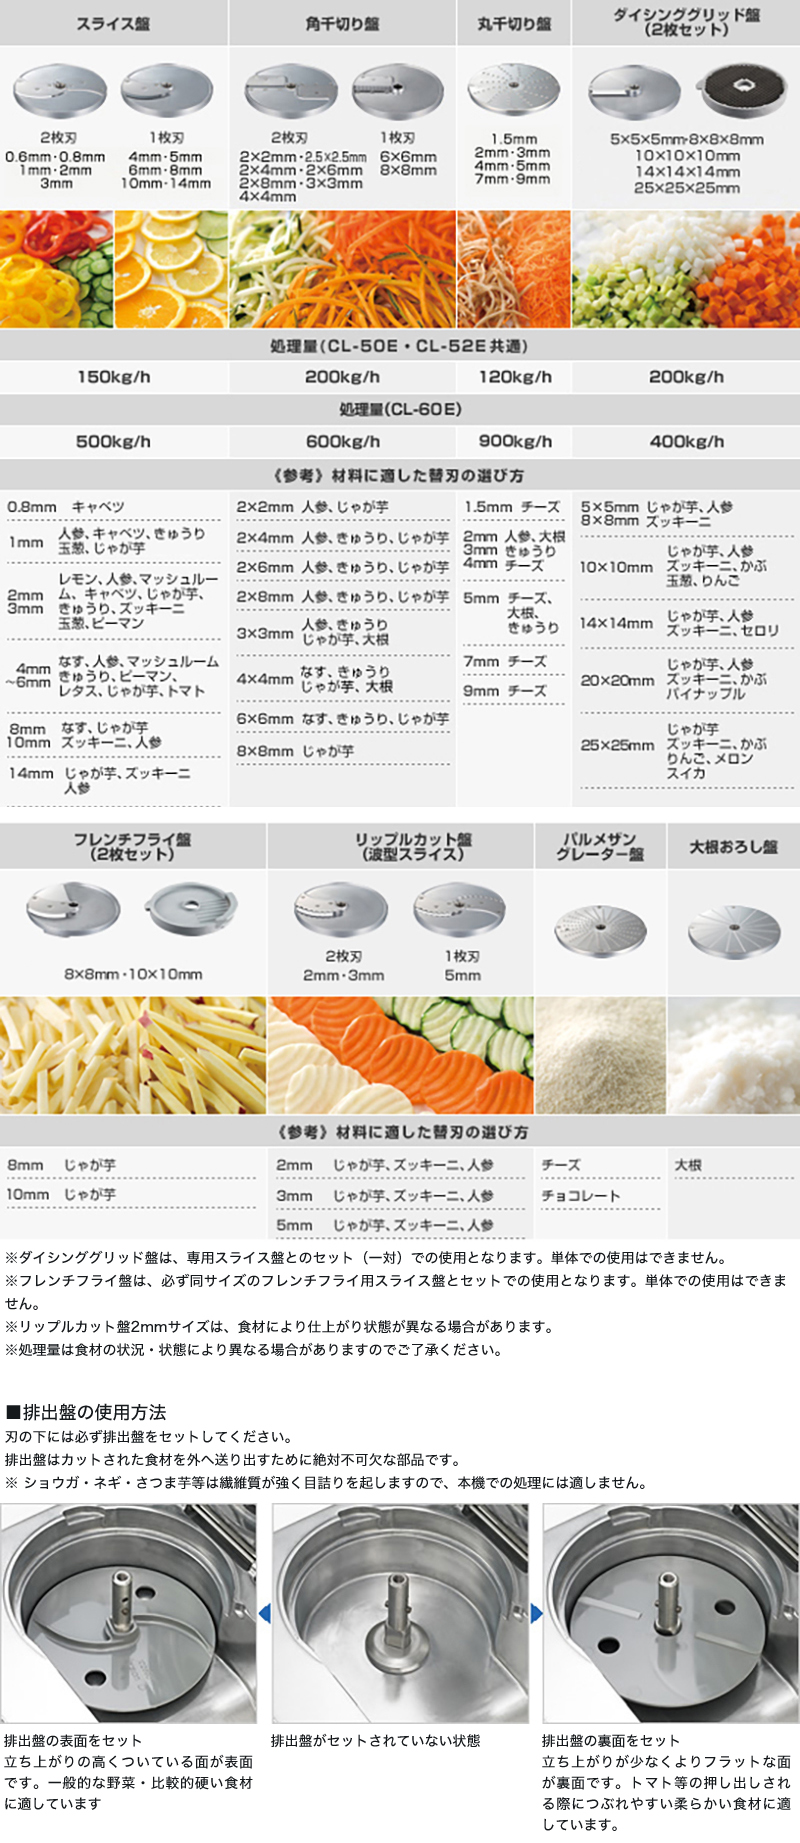 スライス盤
角千切り盤
丸千切り盤
ダイシンググリッド盤
(2枚セット)
2枚刃
0.6mm・0.8mm
1mm・2mm
3mm
1枚刃
4mm・5mm
6mm・8mm
10mm・14mm
2枚刃
2×2mm・2.5×2.5mm
2×4mm・2×6mm
2×8mm・3×3mm
4×4mm
1枚刃
6×6mm
8×8mm
1.5mm
2mm・3mm
4mm・5mm
7mm・9mm
5×5×5mm・8×8×8mm
10×10×10mm
14×14×14mm
25×25×25mm
処理量(CL-50E・CL-52E共通)
150kg/h
200kg/h
120kg/h
200kg/h
処理量(CL-60E)
500kg/h
600kg/h
900kg/h
400kg/h
《参考》材料に適した替刃の選び方
0.8mm キャベツ
1mm 人参、キャベツ、きゅうり
玉葱、じゃが芋
2mm
3mm
レモン、人参、マッシュルー
ム、キャベツ、じゃが芋、
きゅうり、ズッキーニ
玉葱、ピーマン
4mm
~6mm
なす、人参、マッシュルーム
きゅうり、ピーマン、
レタス、じゃが芋、トマト
8mm なす、じゃが芋
10mm ズッキーニ、人参
14mm じゃが芋、ズッキーニ
人参
2×2mm 人参、じゃが芋
2×4mm 人参、きゅうり、じゃが芋
2×6mm 人参、きゅうり、じゃが芋
2×8mm 人参、きゅうり、じゃが芋
3×3mm 人参、きゅうり
じゃが芋、大根
4×4mm なす、きゅうり
じゃが芋、大根
6×6mm なす、きゅうり、じゃが芋
8×8mm じゃが芋
1.5mm チーズ
2mm 人参、大根
3mm きゅうり
4mm チーズ
5mm チーズ、
大根、
きゅうり
7mm チーズ
9mm チーズ
5×5mm じゃが芋、人参
8×8mm ズッキーニ
10×10mm じゃが芋、人参
ズッキーニ、かぶ
玉葱、りんご
14×14mm じゃが芋、人参
ズッキーニ、セロリ
20×20mm じゃが芋、人参
ズッキーニ、かぶ
パイナップル
25×25mm じゃが芋
ズッキーニ、かぶ
りんご、メロン
スイカ
フレンチフライ盤
(2枚セット)
リップルカット盤
(波型スライス)
パルメザン
グレーター盤
大根おろし盤
8×8mm・10×10mm
2枚刃
2mm・3mm
1枚刃
5mm
《参考》材料に適した替刃の選び方
8mm じゃが芋
10mm じゃが芋
2mm じゃが芋、ズッキーニ、人参
3mm じゃが芋、ズッキーニ、人参
5mm じゃが芋、ズッキーニ、人参
チーズ
チョコレート
大根
※ダイシンググリッド盤は、専用スライス盤とのセット（一対）での使用となります。単体での使用はできません。
※フレンチフライ盤は、必ず同サイズのフレンチフライ用スライス盤とセットでの使用となります。単体での使用はできま
せん。
※リップルカット盤2mmサイズは、食材により仕上がり状態が異なる場合があります。
※処理量は食材の状況・状態により異なる場合がありますのでご了承ください。
■排出盤の使用方法
刃の下には必ず排出盤をセットしてください。
排出盤はカットされた食材を外へ送り出すために絶対不可欠な部品です。
※ ショウガ・ネギ・さつま芋等は繊維質が強く目詰りを起しますので、本機での処理には適しません。
排出盤の表面をセット
立ち上がりの高くついている面が表面
です。一般的な野菜・比較的硬い食材
に適しています
排出盤がセットされていない状態
排出盤の裏面をセット
立ち上がりが少なくよりフラットな面
が裏面です。トマト等の押し出しされ
る際につぶれやすい柔らかい食材に適
しています。